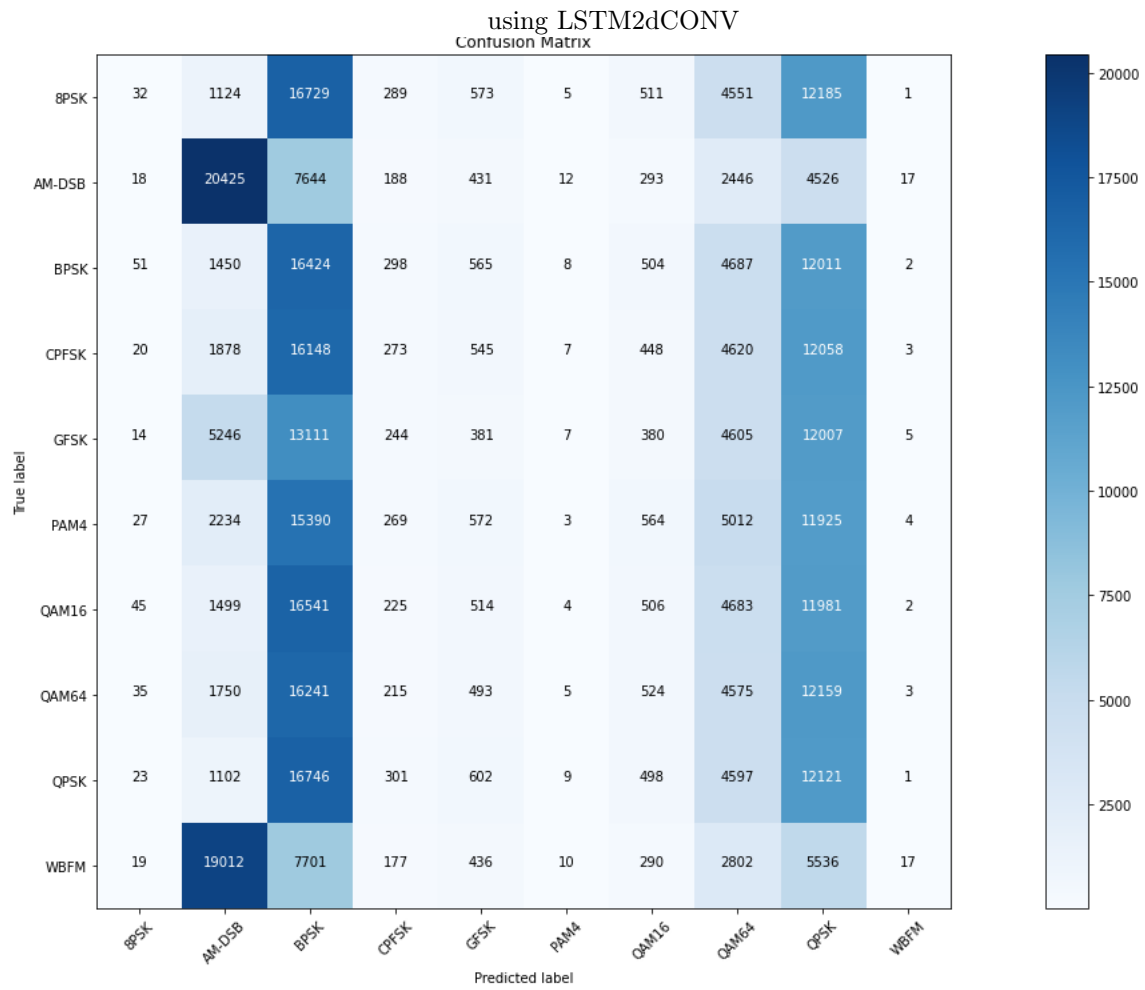 using LSTM2dCONV
Confusion Matrix
8PSK 32 1124 16729 289 573 5 511 4551 12185 1
AM-DSB 18 20425 7644 188 431 12 293 2446 4526 17
BPSK 51 1450 16424 298 565 8 504 4687 12011 2
CPFSK 20 1878 16148 273 545 7 448 4620 12058 3
GFSK 14 5246 13111 244 381 7 380 4605 12007 5
PAM4 27 2234 15390 269 572 3 564 5012 11925 4
QAM16 45 1499 16541 225 514 4 506 4683 11981 2
QAM64 35 1750 16241 215 493 5 524 4575 12159 3
QPSK 23 1102 16746 301 602 9 498 4597 12121 1
WBFM 19 19012 7701 177 436 10 290 2802 5536 17
True label
8PSK AM-DSB BPSK CPFSK GFSK PAM4 QAM16 QAM64 QPSK WBFM
Predicted label
20000
17500
15000
12500
10000
7500
5000
2500